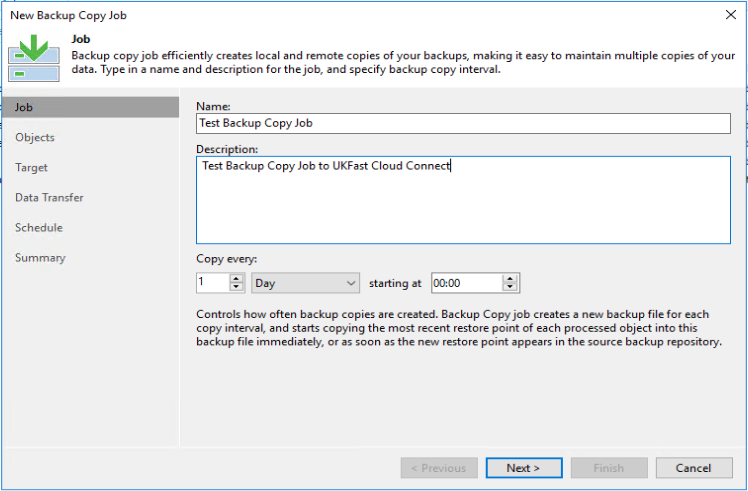 New Backup Copy Job
Job
Backup copy job efficiently creates local and remote copies of your backups, making it easy to maintain multiple copies of your
data. Type in a name and description for the job, and specify backup copy interval.
Job
Objects
Target
Data Transfer
Schedule
Summary
Name:
Test Backup Copy Job
Description:
Test Backup Copy Job to UKFast Cloud Connect
Copy every:
1 Day starting at 00:00
Controls how often backup copies are created. Backup Copy job creates a new backup file for each
copy interval, and starts copying the most recent restore point of each processed object into this
backup file immediately, or as soon as the new restore point appears in the source backup repository.
< Previous Next > Finish Cancel